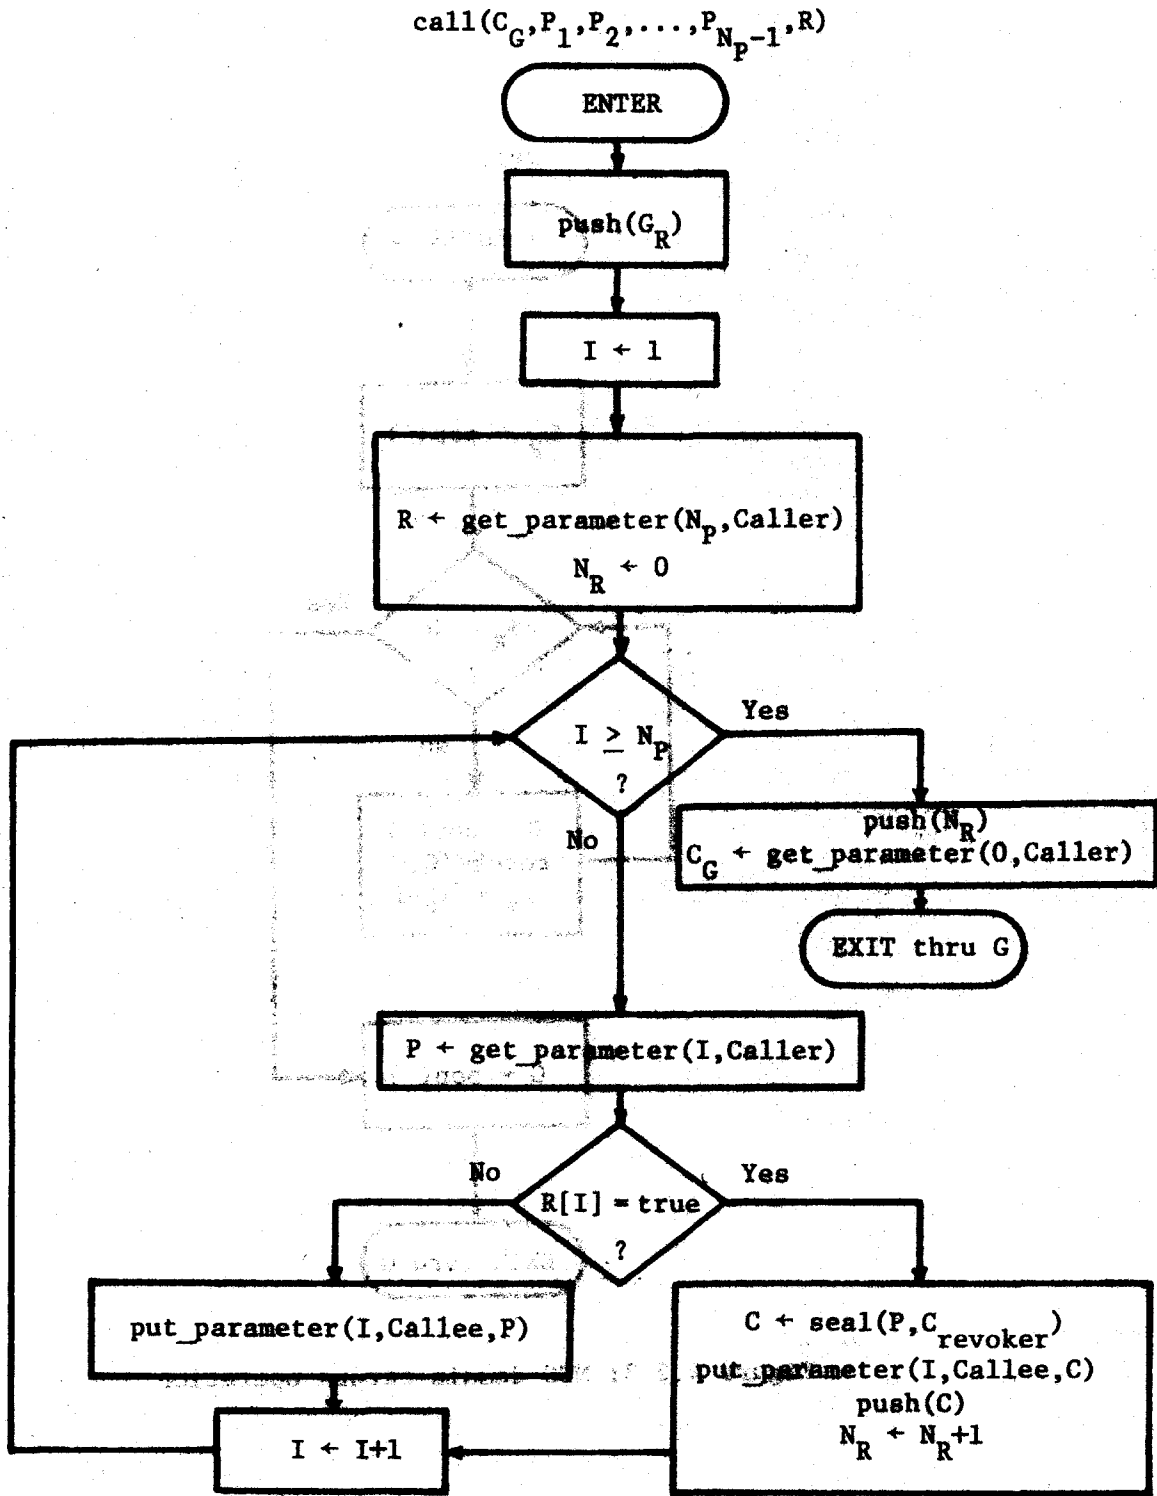 call(C_G,P_1,P_2,...,P_{N_P-1},R)
ENTER
push(G_R)
I ← 1
R ← get_parameter(N_P,Caller)
N_R ← 0
I ≥ N_P
?
Yes
No
push(N_R)
C_G ← get_parameter(0,Caller)
EXIT thru G
P ← get_parameter(I,Caller)
R[I] = true
?
No
Yes
put_parameter(I,Callee,P)
C ← seal(P,C_revoker)
put_parameter(I,Callee,C)
push(C)
N_R ← N_R+1
I ← I+1